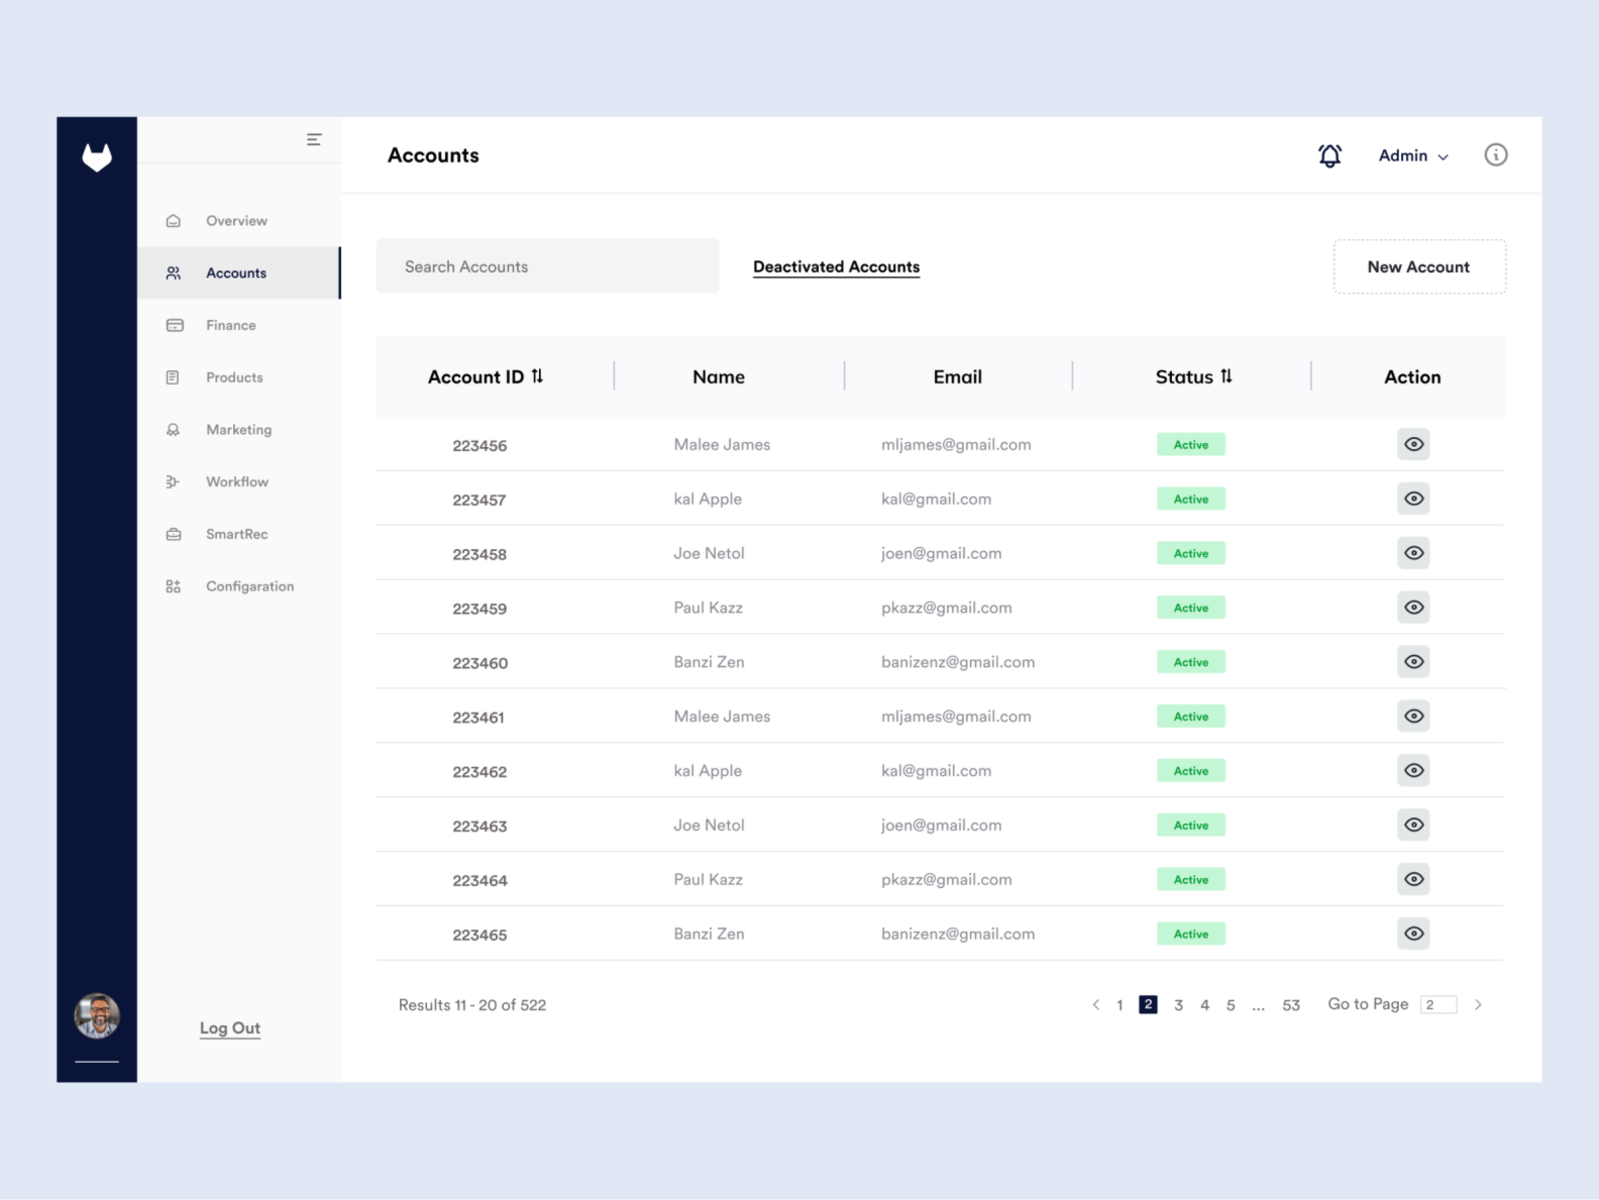 Accounts
Admin
Overview
Accounts
Finance
Products
Marketing
Workflow
SmartRec
Configaration
Log Out
Search Accounts
Deactivated Accounts
New Account
Account ID Name Email Status Action
223456 Malee James mljames@gmail.com Active
223457 kal Apple kal@gmail.com Active
223458 Joe Netol joen@gmail.com Active
223459 Paul Kazz pkazz@gmail.com Active
223460 Banzi Zen banizenz@gmail.com Active
223461 Malee James mljames@gmail.com Active
223462 kal Apple kal@gmail.com Active
223463 Joe Netol joen@gmail.com Active
223464 Paul Kazz pkazz@gmail.com Active
223465 Banzi Zen banizenz@gmail.com Active
Results 11 - 20 of 522
1 2 3 4 5 ... 53 Go to Page 2